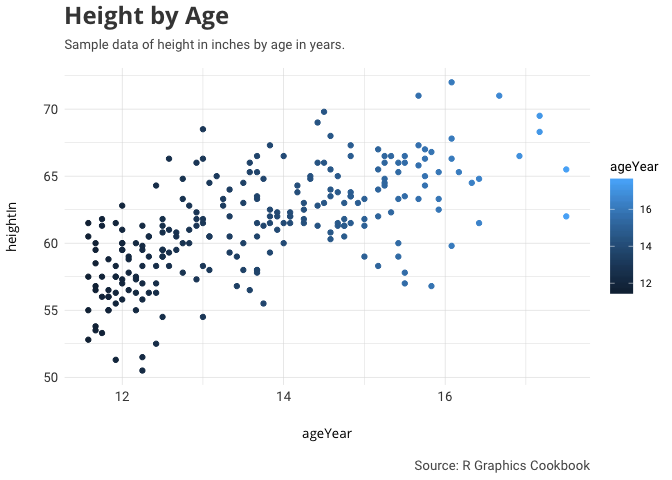 Height by Age
Sample data of height in inches by age in years.
heightIn
70
65
60
55
50
12
14
16
ageYear
ageYear
16
14
12
Source: R Graphics Cookbook